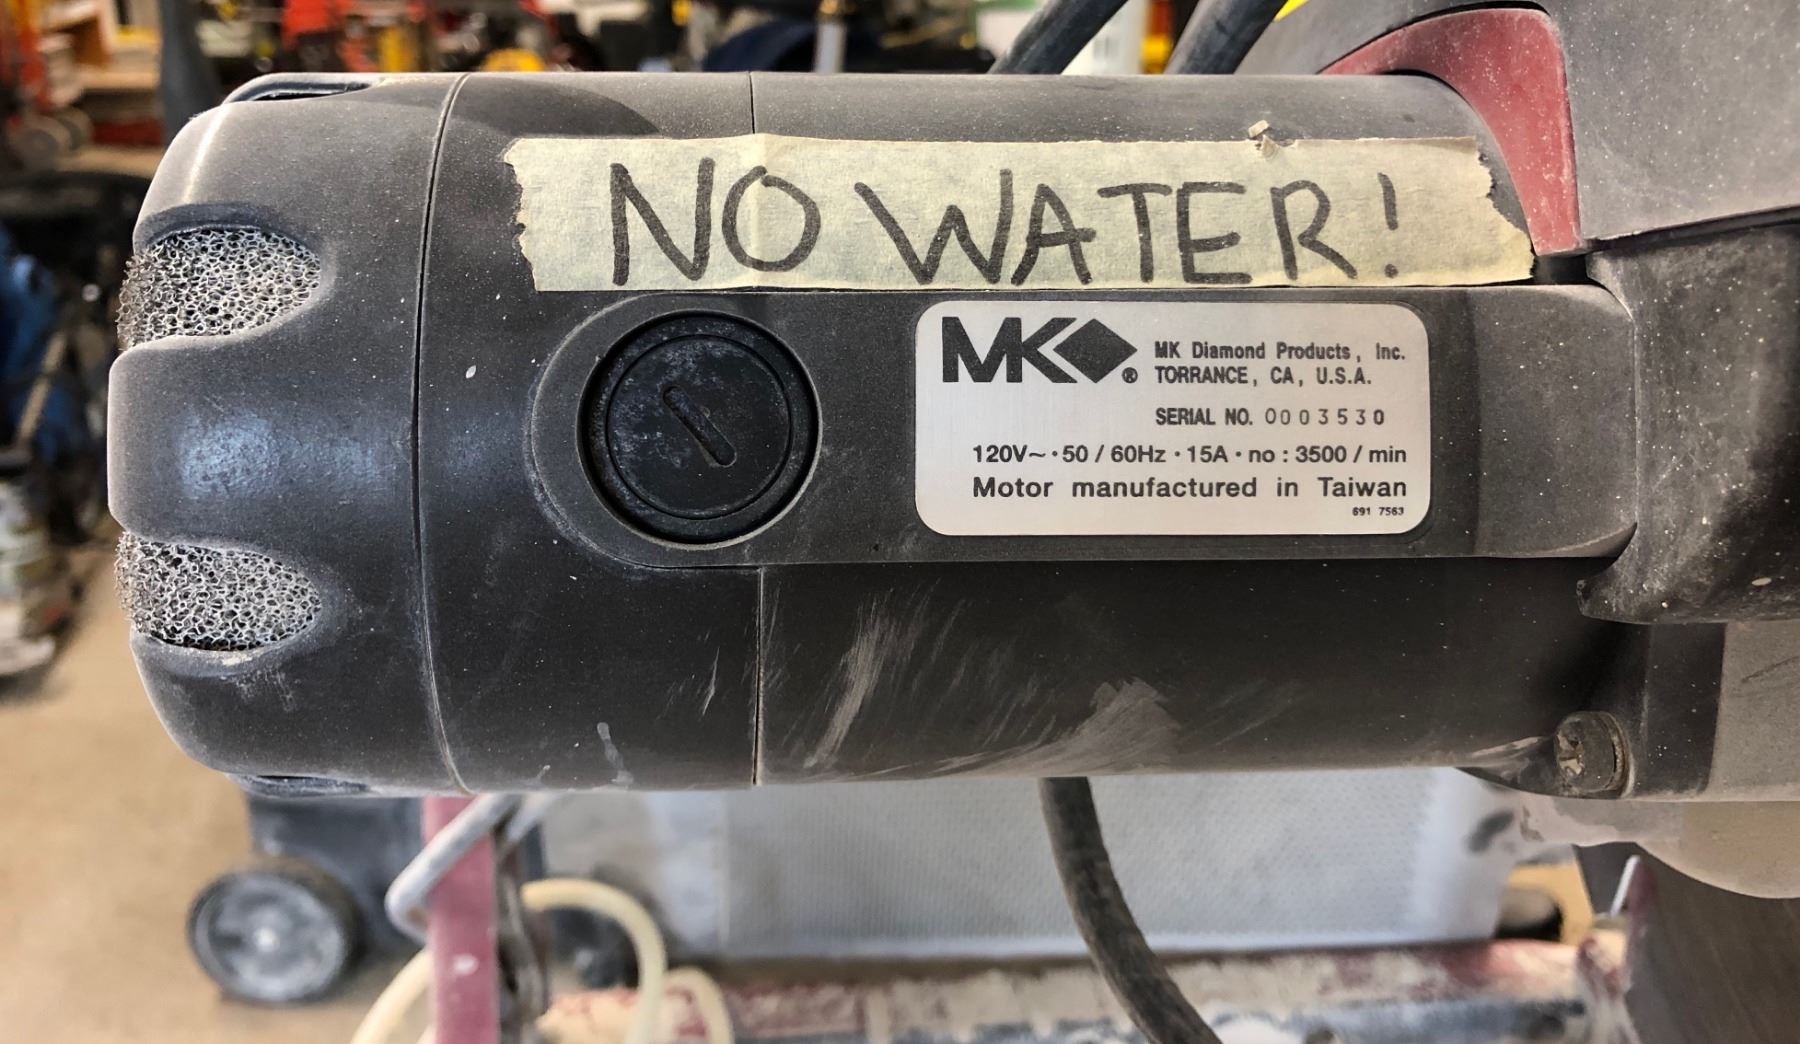 NO WATER!
MK®
MK Diamond Products, Inc.
TORRANCE, CA, U.S.A.
SERIAL NO. 0003530
120V~·50/60Hz·15A·no:3500/min
Motor manufactured in Taiwan
691 7563